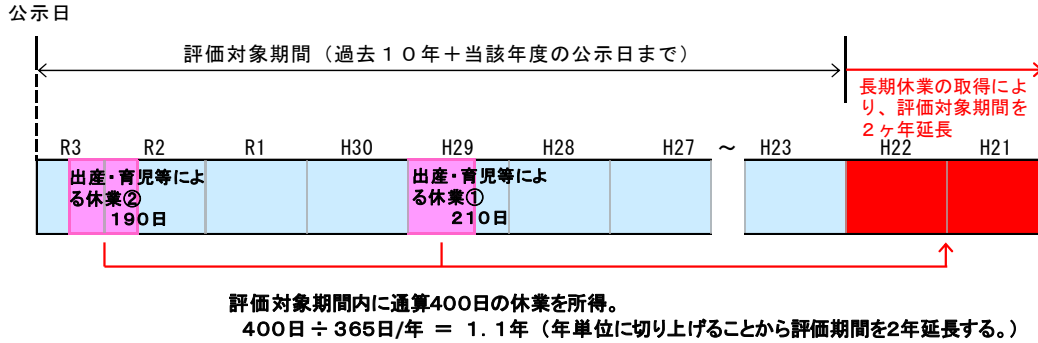 公示日
評価対象期間（過去１０年＋当該年度の公示日まで）
長期休業の取得によ
り、評価対象期間を
２ヶ年延長
R3 R2 R1 H30 H29 H28 H27 ～ H23 H22 H21
出産・育児等によ
る休業②
190日
出産・育児等によ
る休業①
210日
評価対象期間内に通算400日の休業を所得。
400日÷365日/年 ＝ 1.1年（年単位に切り上げることから評価期間を2年延長する。）